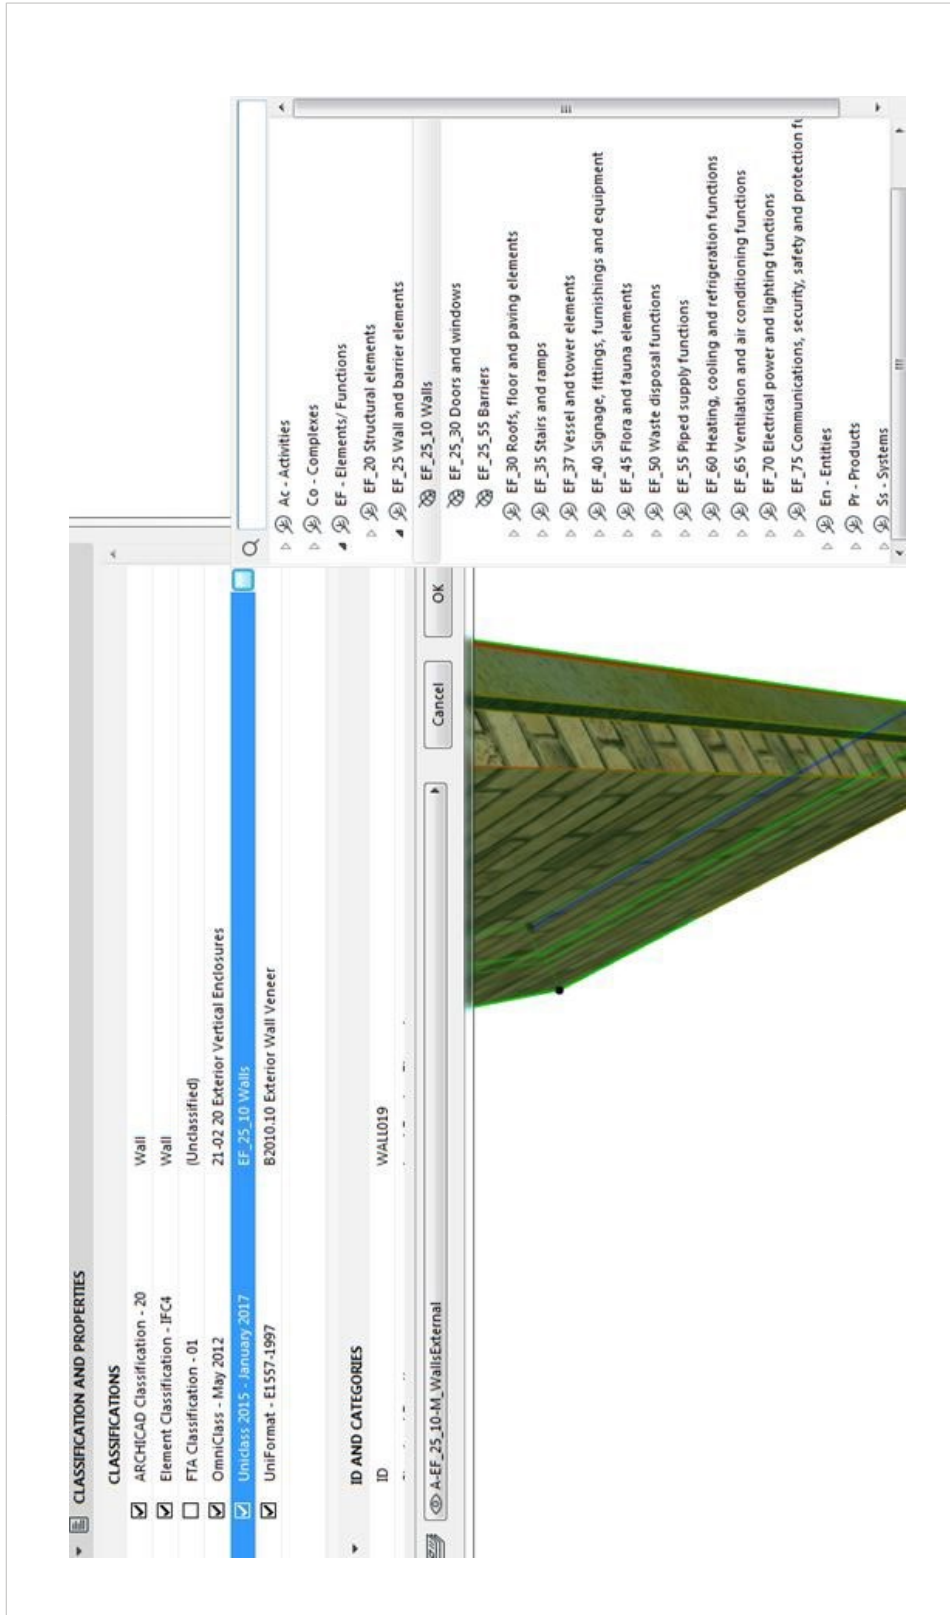 CLASSIFICATION AND PROPERTIES
CLASSIFICATIONS
ARCHICAD Classification - 20 Wall
Element Classification - IFC4 Wall
FTA Classification - 01 (Unclassified)
OmniClass - May 2012 21-02 20 Exterior Vertical Enclosures
Uniclass 2015 - January 2017 EF_25_10 Walls
UniFormat - E1557-1997 B2010.10 Exterior Wall Veneer
ID AND CATEGORIES
ID WALL019
A-EF_25_10-M_WallsExternal
Cancel
OK
Ac - Activities
Co - Complexes
EF - Elements/ Functions
EF_20 Structural elements
EF_25 Wall and barrier elements
EF_25_10 Walls
EF_25_30 Doors and windows
EF_25_55 Barriers
EF_30 Roofs, floor and paving elements
EF_35 Stairs and ramps
EF_37 Vessel and tower elements
EF_40 Signage, fittings, furnishings and equipment
EF_45 Flora and fauna elements
EF_50 Waste disposal functions
EF_55 Piped supply functions
EF_60 Heating, cooling and refrigeration functions
EF_65 Ventilation and air conditioning functions
EF_70 Electrical power and lighting functions
EF_75 Communications, security, safety and protection
En - Entities
Pr - Products
Ss - Systems